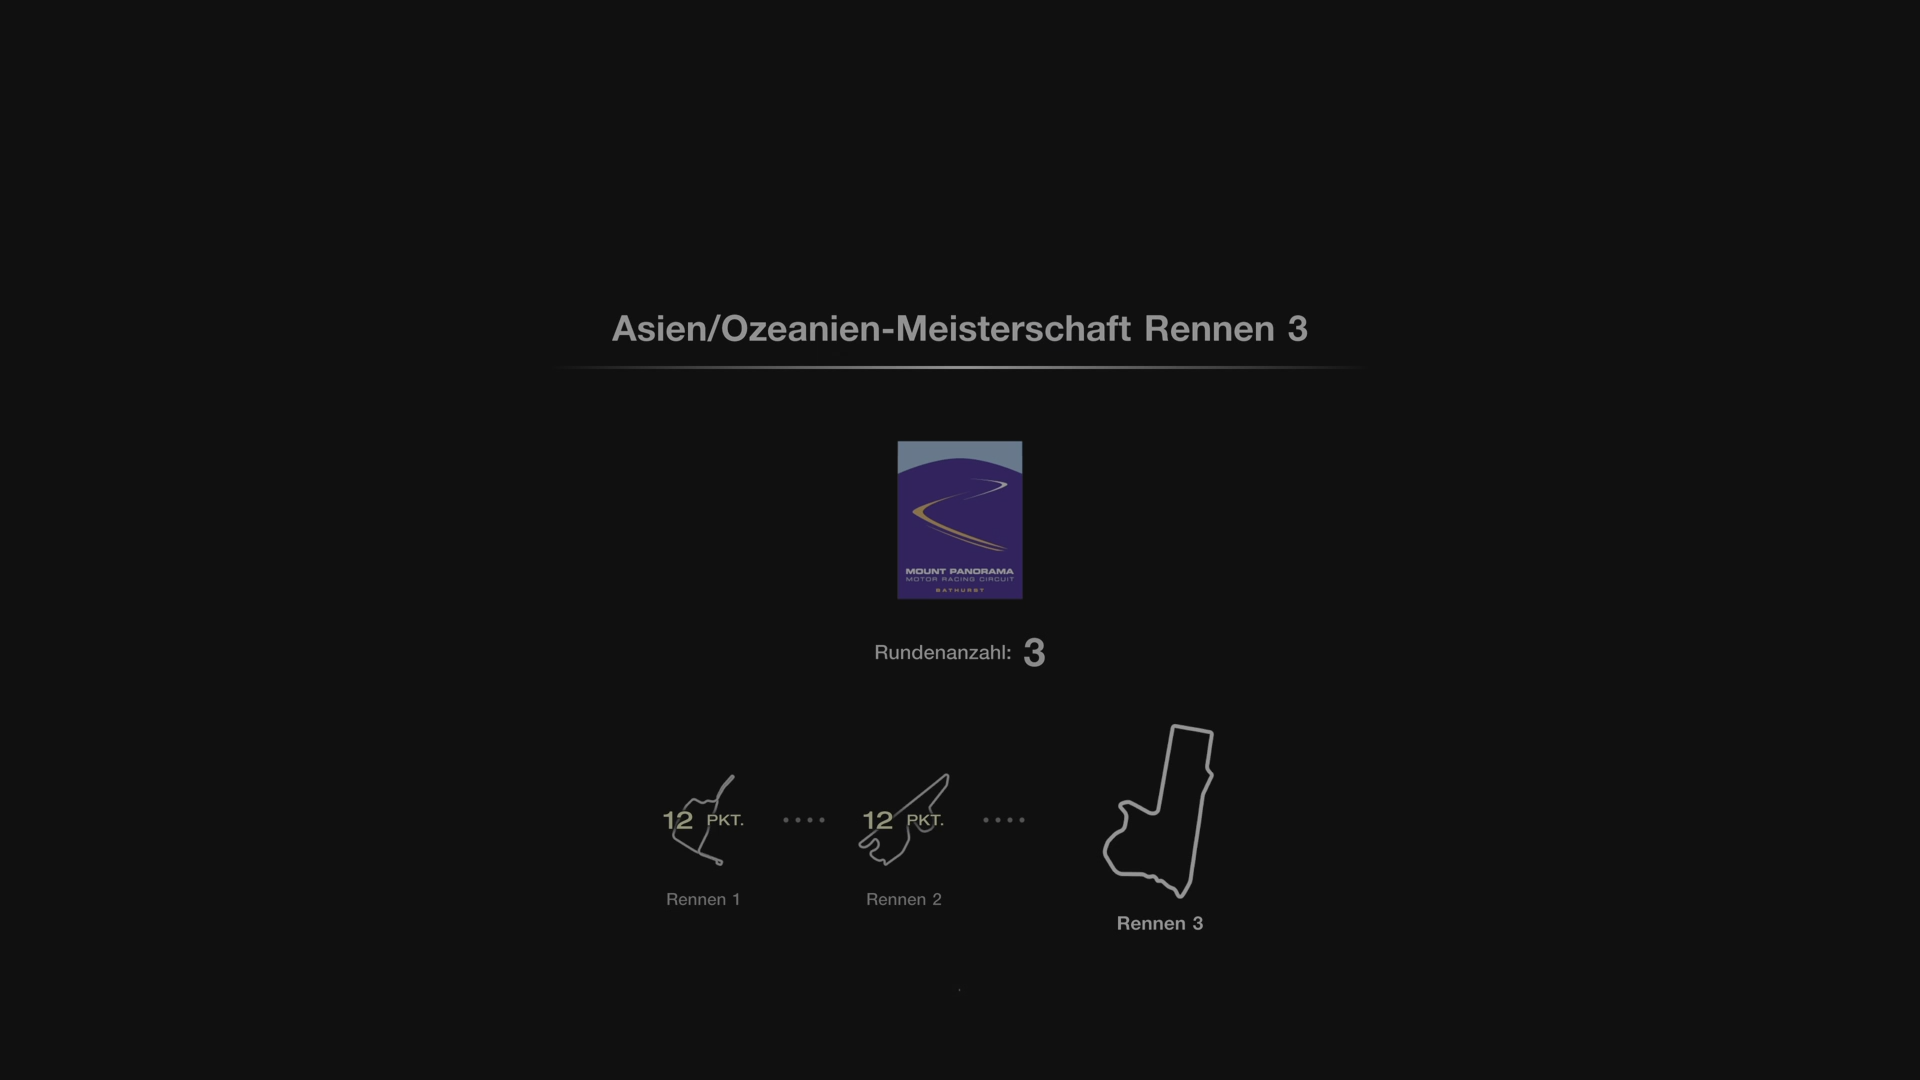 Asien/Ozeanien-Meisterschaft Rennen 3
MOUNT PANORAMA
MOTOR RACING CIRCUIT
BATHURST
Rundenanzahl: 3
12 PKT. 12 PKT.
Rennen 1 Rennen 2 Rennen 3